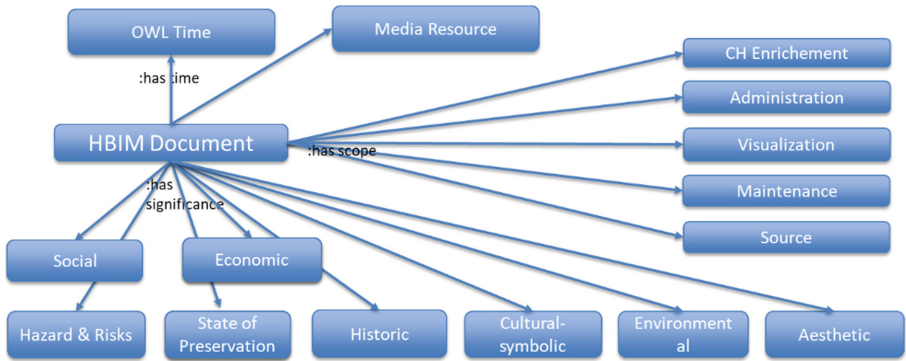 OWL Time
Media Resource
CH Enrichement
:has time
Administration
HBIM Document
Visualization
:has scope
:has
significance
Maintenance
Source
Social
Economic
Hazard & Risks
State of
Preservation
Historic
Cultural-
symbolic
Environment
al
Aesthetic